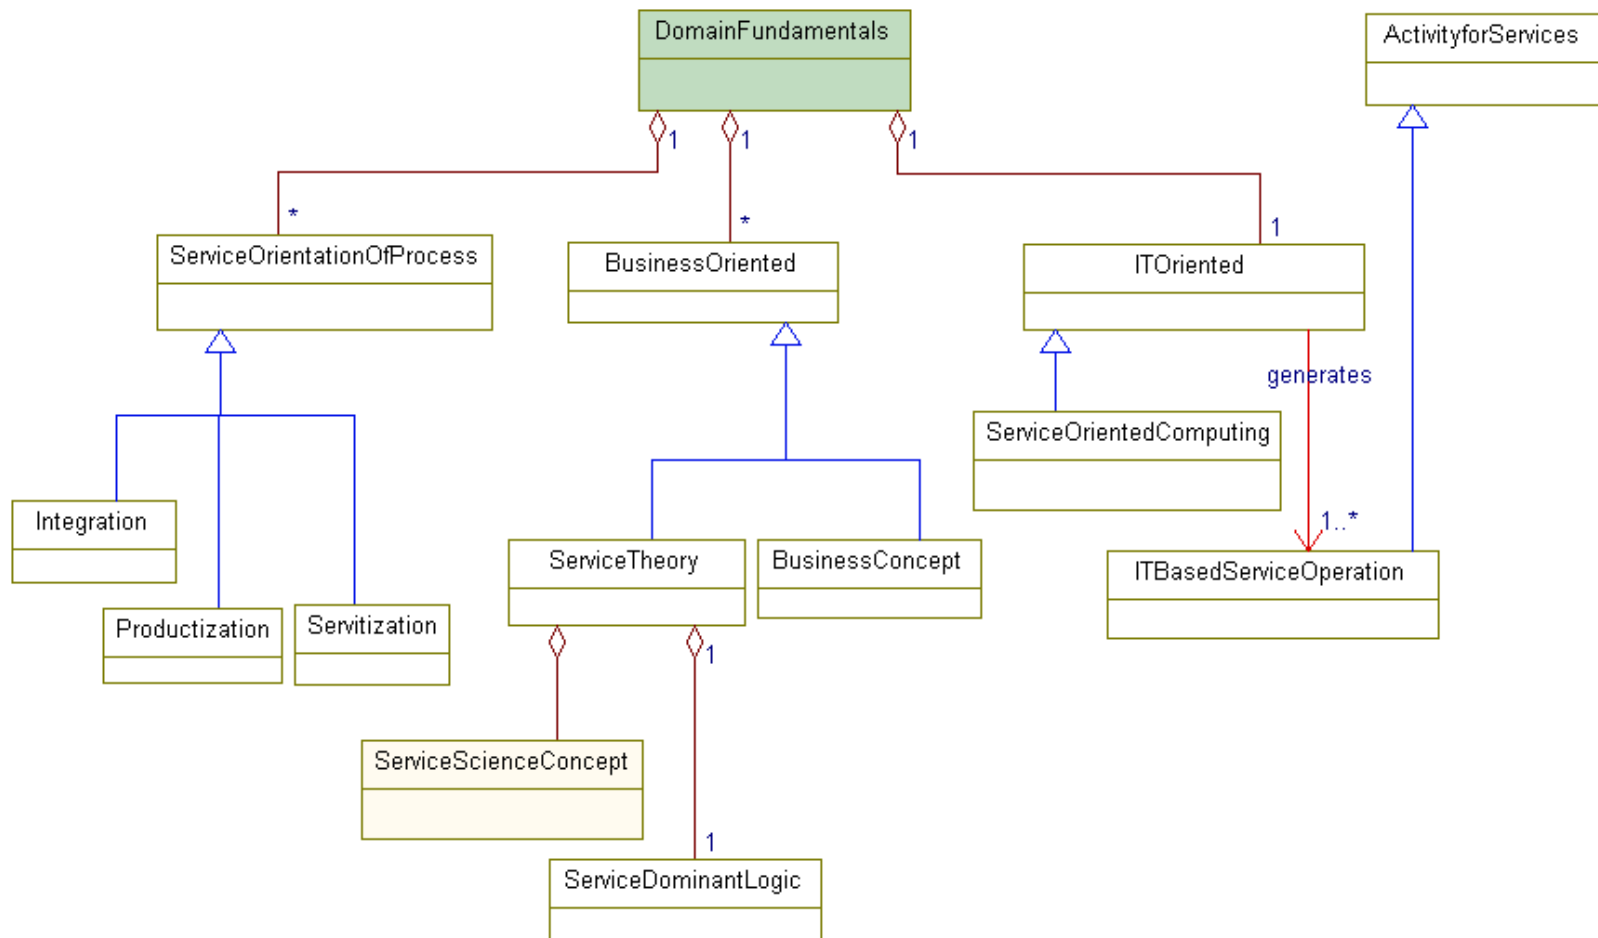 DomainFundamentals
ActivityforServices
1
1
1
*
*
1
ServiceOrientationOfProcess
BusinessOriented
ITOriented
generates
ServiceOrientedComputing
Integration
1..*
ServiceTheory
BusinessConcept
ITBasedServiceOperation
Productization
Servitization
1
ServiceScienceConcept
1
ServiceDominantLogic